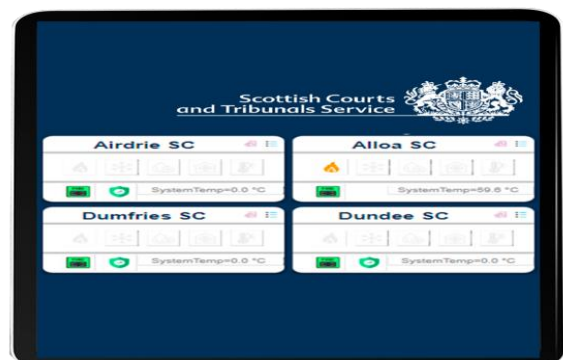 Scottish Courts
and Tribunals Service
Airdrie SC
SystemTemp=0.0 °C
Alloa SC
SystemTemp=59.6 °C
Dumfries SC
SystemTemp=0.0 °C
Dundee SC
SystemTemp=0.0 °C